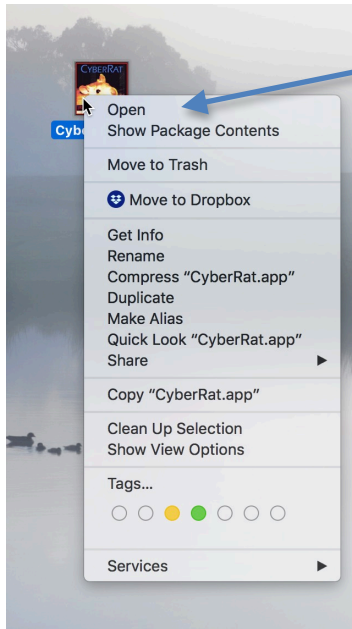 CYBERRAT
Cybe
Open
Show Package Contents
Move to Trash
Move to Dropbox
Get Info
Rename
Compress “CyberRat.app”
Duplicate
Make Alias
Quick Look “CyberRat.app”
Share
Copy “CyberRat.app”
Clean Up Selection
Show View Options
Tags...
Services